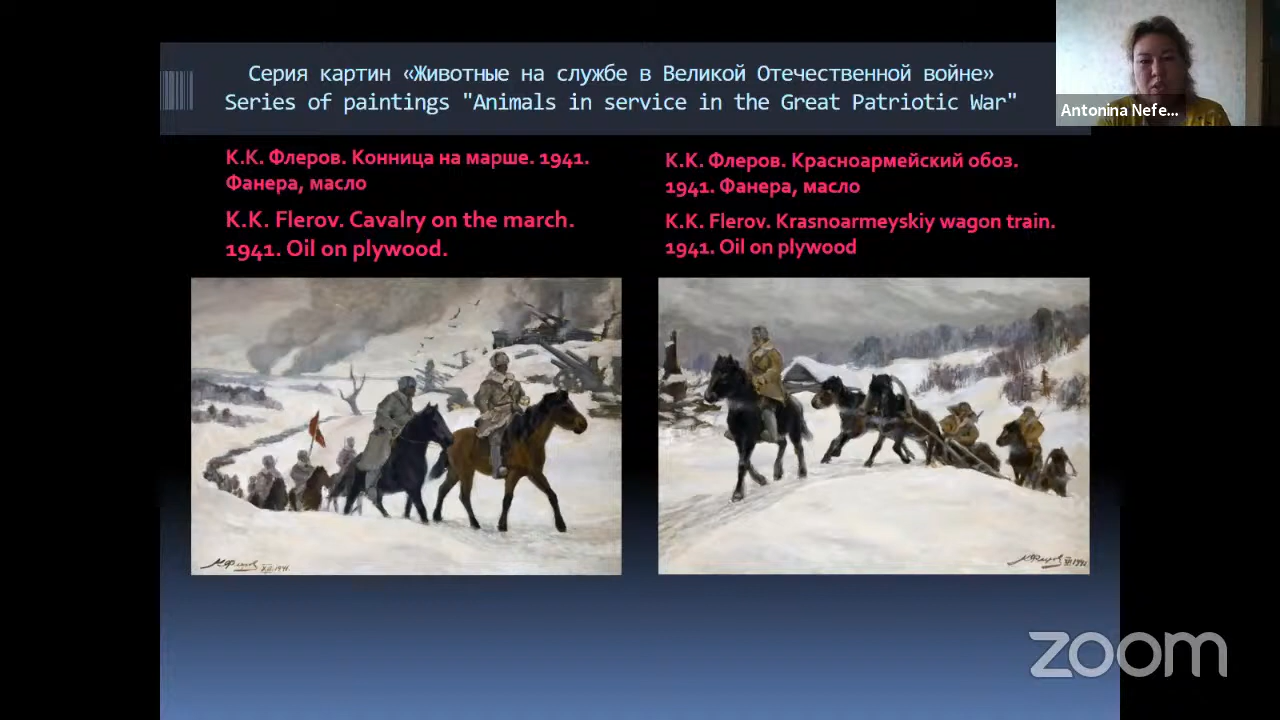 Серия картин «Животные на службе в Великой Отечественной войне»
Series of paintings "Animals in service in the Great Patriotic War"
Antonina Nefe...
К.К. Флеров. Конница на марше. 1941.
Фанера, масло
K.K. Flerov. Cavalry on the march.
1941. Oil on plywood.
К.К. Флеров. Красноармейский обоз.
1941. Фанера, масло
K.K. Flerov. Krasnoarmeyskiy wagon train.
1941. Oil on plywood
zoom